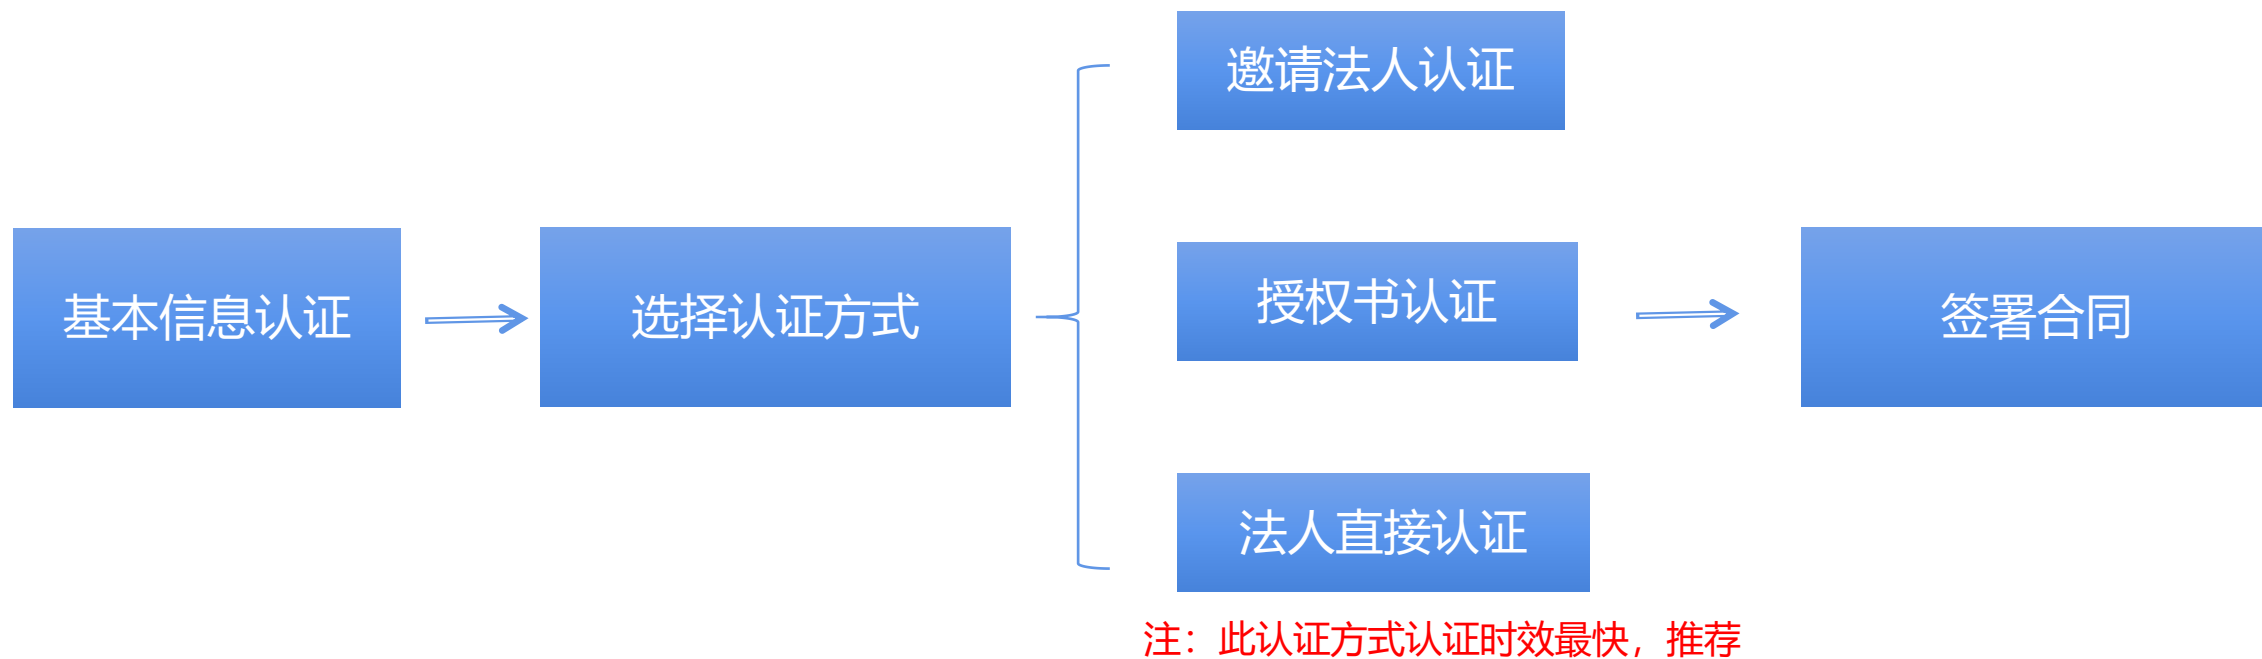 基本信息认证
选择认证方式
邀请法人认证
授权书认证
法人直接认证
注：此认证方式认证时效最快，推荐
签署合同